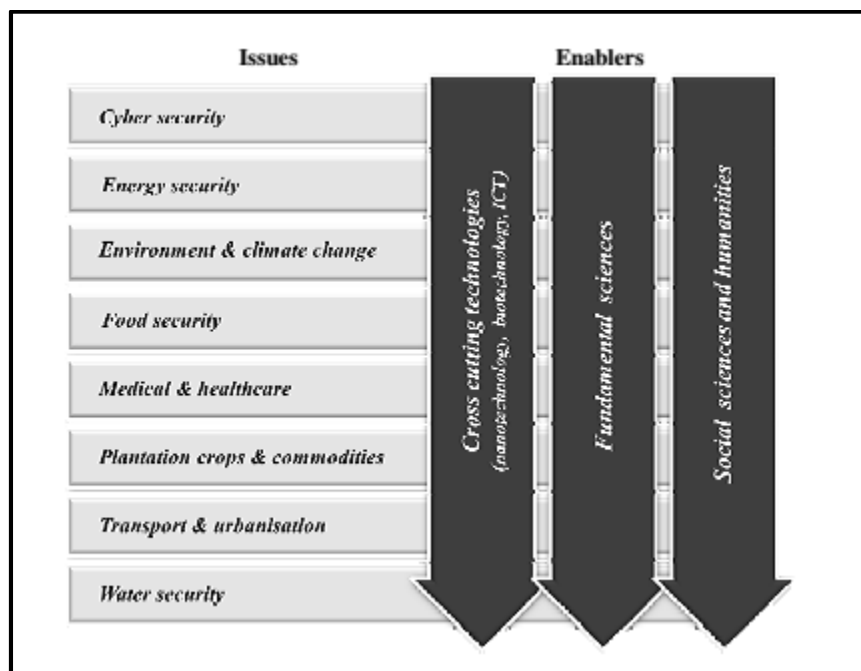 Issues
Enablers
Cyber security
Energy security
Environment & climate change
Food security
Medical & healthcare
Plantation crops & commodities
Transport & urbanisation
Water security
Cross cutting technologies
(nanotechnology, biotechnology, ICT)
Fundamental sciences
Social sciences and humanities